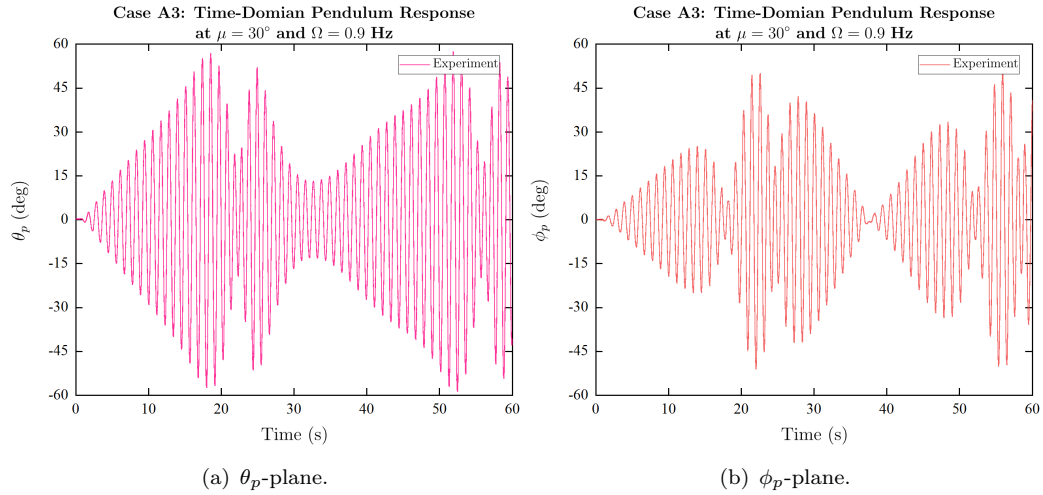 Case A3: Time-Domian Pendulum Response
at μ = 30° and Ω = 0.9 Hz
Experiment
60
45
30
15
0
-15
-30
-45
-60
θp (deg)
0 10 20 30 40 50 60
Time (s)
(a) θp-plane.
Case A3: Time-Domian Pendulum Response
at μ = 30° and Ω = 0.9 Hz
Experiment
60
45
30
15
0
-15
-30
-45
-60
ϕp (deg)
0 10 20 30 40 50 60
Time (s)
(b) ϕp-plane.